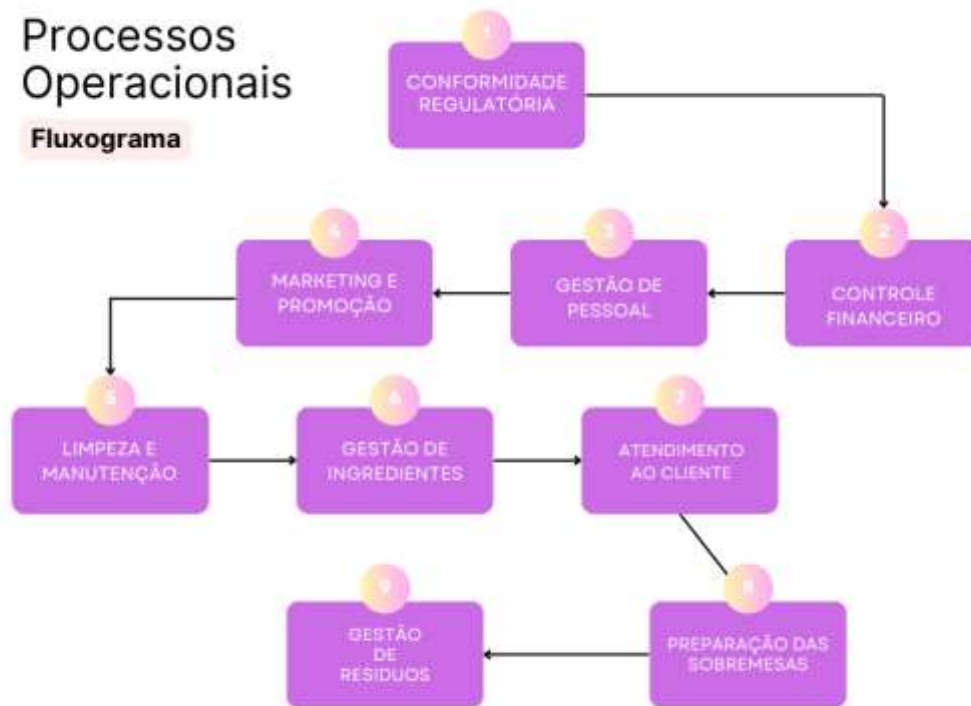 Processos
Operacionais
Fluxograma
1
CONFORMIDADE
REGULATÓRIA
2
CONTROLE
FINANCEIRO
3
GESTÃO DE
PESSOAL
4
MARKETING E
PROMOÇÃO
5
LIMPEZA E
MANUTENÇÃO
6
GESTÃO DE
INGREDIENTES
7
ATENDIMENTO
AO CLIENTE
8
PREPARAÇÃO DAS
SOBREMESAS
9
GESTÃO
DE
RESIDUOS